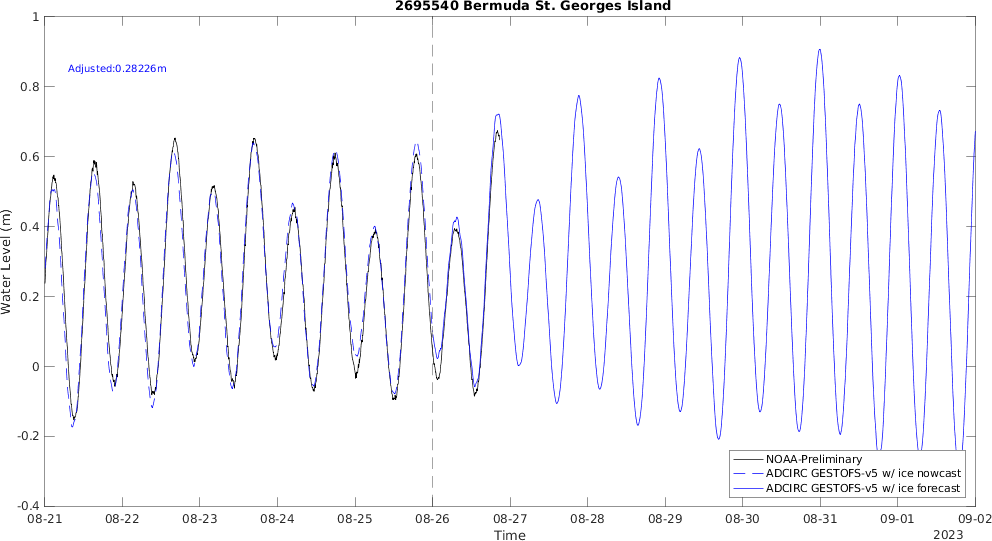 2695540 Bermuda St. Georges Island
Adjusted:0.28226m
Water Level (m)
1
0.8
0.6
0.4
0.2
0
-0.2
-0.4
08-21 08-22 08-23 08-24 08-25 08-26 08-27 08-28 08-29 08-30 08-31 09-01 09-02
Time
2023
NOAA-Preliminary
ADCIRC GESTOFS-v5 w/ ice nowcast
ADCIRC GESTOFS-v5 w/ ice forecast